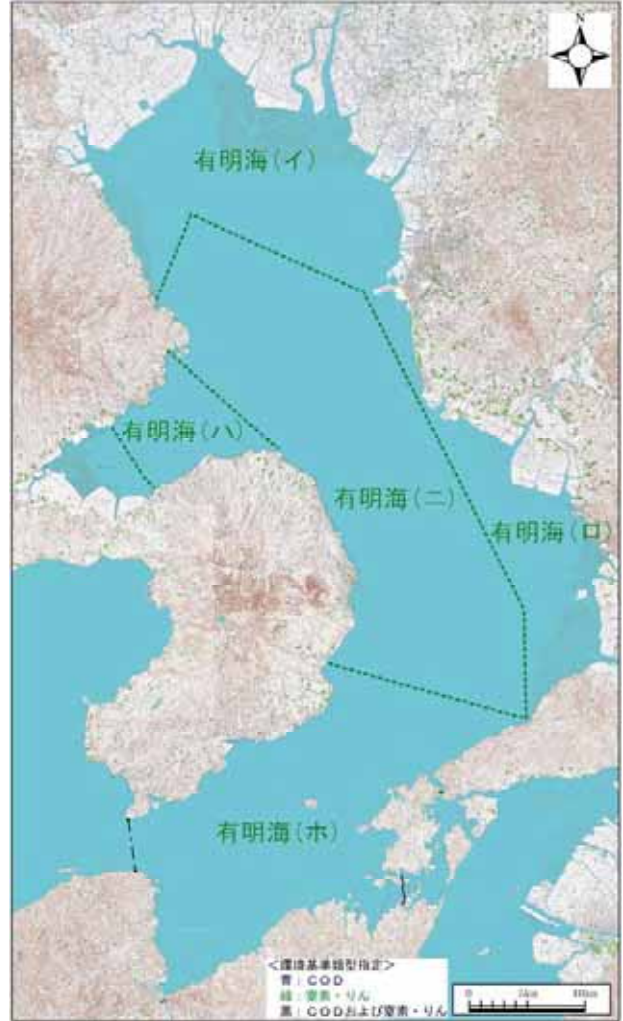 N
有明海(イ)
有明海(ハ)
有明海(ニ)
有明海(ロ)
有明海(ホ)
<環境基準類型指定>
青：COD
緑：窒素・りん
黒：CODおよび窒素・りん
0